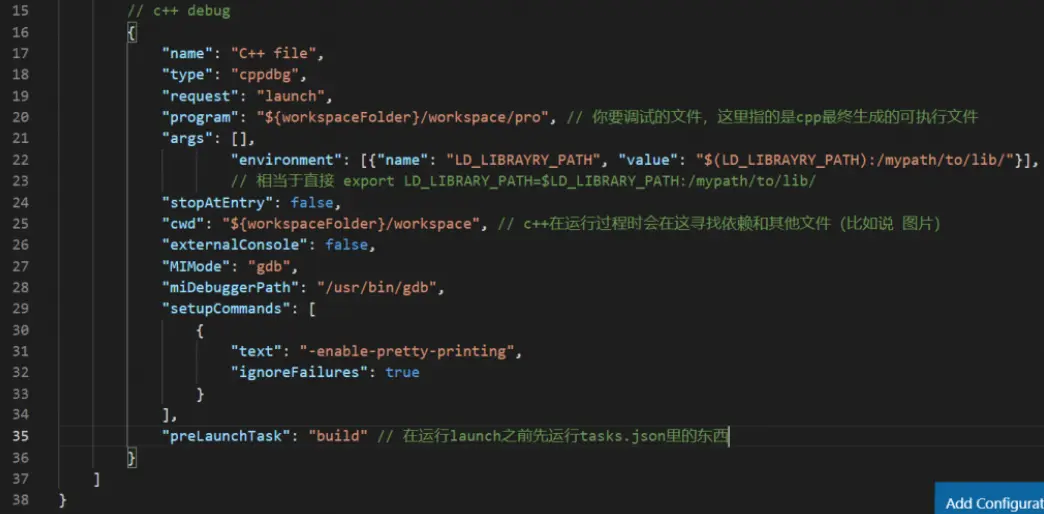 15 // c++ debug
16 {
17 "name": "C++ file",
18 "type": "cppdbg",
19 "request": "launch",
20 "program": "${workspaceFolder}/workspace/pro", // 你要调试的文件，这里指的是cpp最终生成的可执行文件
21 "args": [],
22 "environment": [{"name": "LD_LIBRAYRY_PATH", "value": "$(LD_LIBRAYRY_PATH):/mypath/to/lib/"}],
23 // 相当于直接 export LD_LIBRARY_PATH=$LD_LIBRARY_PATH:/mypath/to/lib/
24 "stopAtEntry": false,
25 "cwd": "${workspaceFolder}/workspace", // c++在运行过程时会在这寻找依赖和其他文件（比如说 图片）
26 "externalConsole": false,
27 "MIMode": "gdb",
28 "miDebuggerPath": "/usr/bin/gdb",
29 "setupCommands": [
30 {
31 "text": "-enable-pretty-printing",
32 "ignoreFailures": true
33 }
34 ],
35 "preLaunchTask": "build" // 在运行launch之前先运行tasks.json里的东西
36 }
37 ]
38 }
Add Configurat